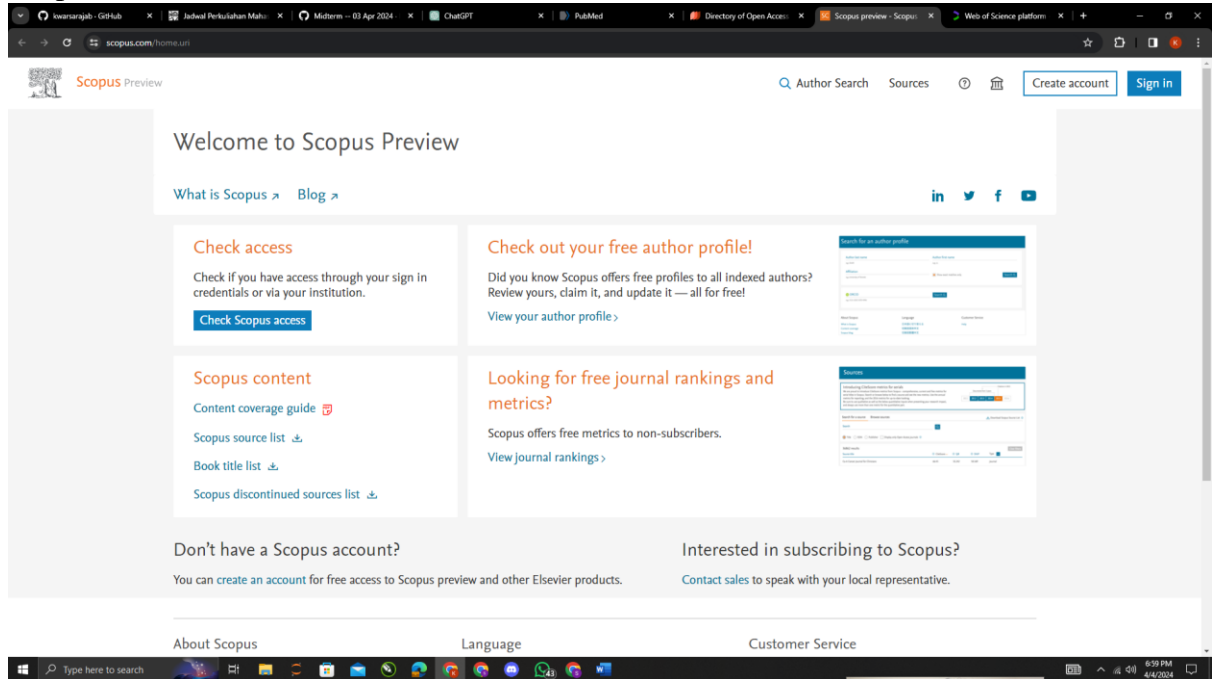 kwarsarajab - GitHub
Jadwal Perkuliahan Maha
Midterm -- 03 Apr 2024
ChatGPT
PubMed
Directory of Open Access
Scopus preview - Scopus
Web of Science platform
scopus.com/home.uri
Scopus Preview
Author Search Sources Create account Sign in
Welcome to Scopus Preview
What is Scopus Blog
Check access
Check if you have access through your sign in
credentials or via your institution.
Check Scopus access
Check out your free author profile!
Did you know Scopus offers free profiles to all indexed authors?
Review yours, claim it, and update it — all for free!
View your author profile
Search for an author profile
Scopus content
Content coverage guide
Scopus source list
Book title list
Scopus discontinued sources list
Looking for free journal rankings and
metrics?
Scopus offers free metrics to non-subscribers.
View journal rankings
Sources
Don't have a Scopus account?
You can create an account for free access to Scopus preview and other Elsevier products.
Interested in subscribing to Scopus?
Contact sales to speak with your local representative.
About Scopus
Language
Customer Service
Type here to search
43
6:59 PM
4/4/2024